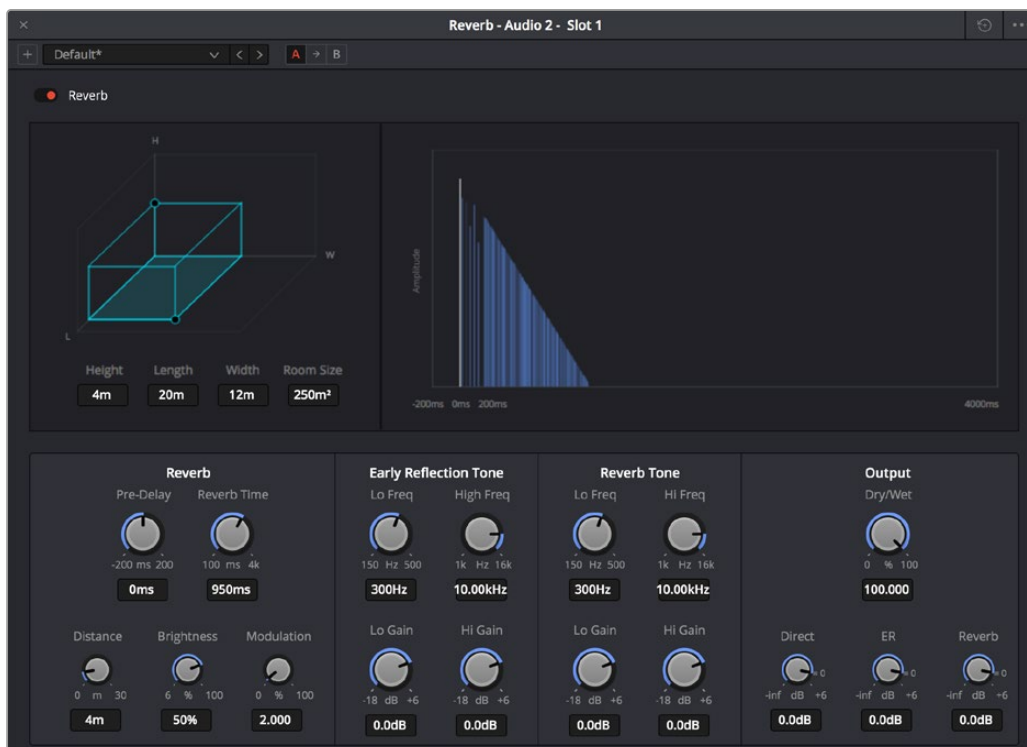 Reverb - Audio 2 - Slot 1
Default*
A
B
Reverb
H
W
L
Height Length Width Room Size
4m 20m 12m 250m²
Amplitude
-200ms 0ms 200ms 4000ms
Reverb
Pre-Delay Reverb Time
-200 ms 200 100 ms 4k
0ms 950ms
Distance Brightness Modulation
0 m 30 6 % 100 0 % 100
4m 50% 2.000
Early Reflection Tone
Lo Freq High Freq
150 Hz 500 1k Hz 16k
300Hz 10.00kHz
Lo Gain Hi Gain
-18 dB +6 -18 dB +6
0.0dB 0.0dB
Reverb Tone
Lo Freq Hi Freq
150 Hz 500 1k Hz 16k
300Hz 10.00kHz
Lo Gain Hi Gain
-18 dB +6 -18 dB +6
0.0dB 0.0dB
Output
Dry/Wet
0 % 100
100.000
Direct ER Reverb
0 0 0
-inf dB +6 -inf dB +6 -inf dB +6
0.0dB 0.0dB 0.0dB